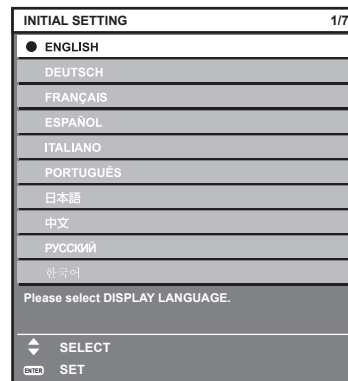 INITIAL SETTING 1/7
ENGLISH
DEUTSCH
FRANÇAIS
ESPAÑOL
ITALIANO
PORTUGUÊS
日本語
中文
РУССКИЙ
한국어
Please select DISPLAY LANGUAGE.
SELECT
ENTER SET